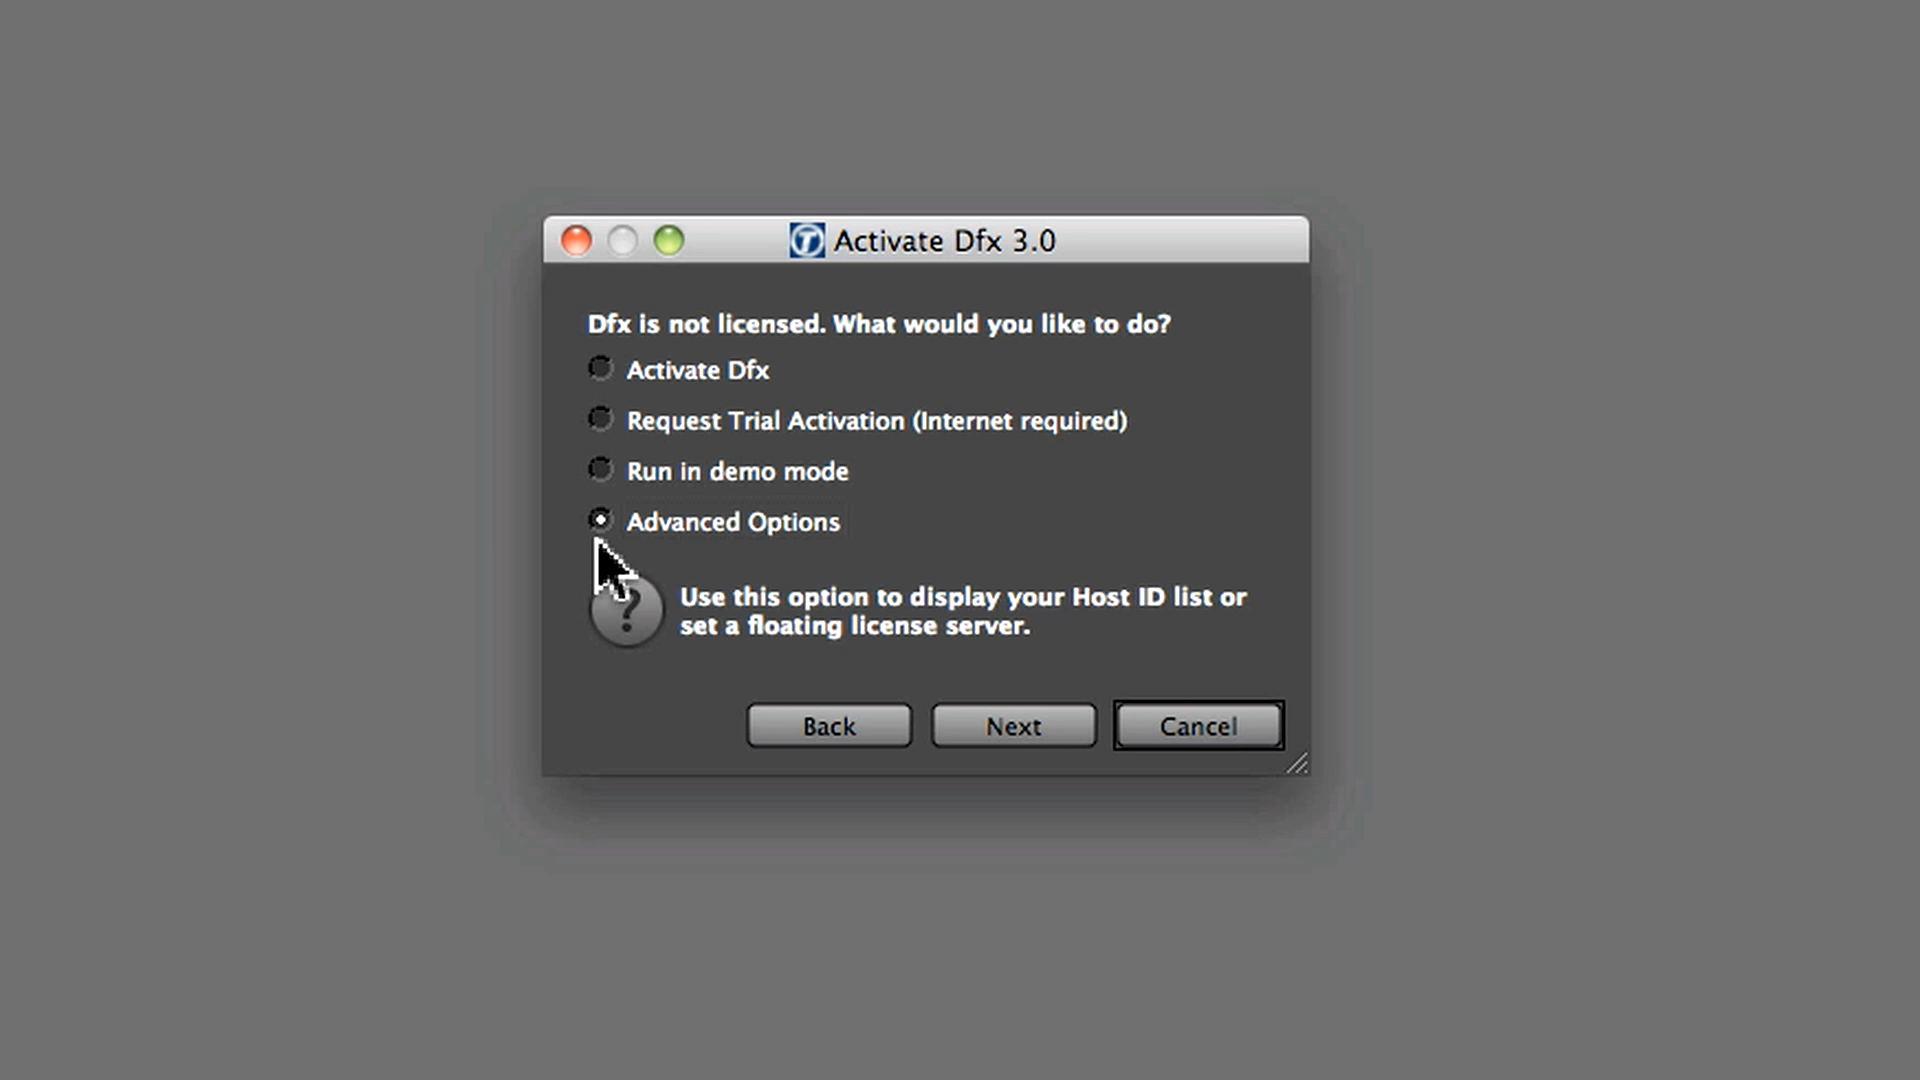 Activate Dfx 3.0
Dfx is not licensed. What would you like to do?
Activate Dfx
Request Trial Activation (Internet required)
Run in demo mode
Advanced Options
Use this option to display your Host ID list or
set a floating license server.
Back Next Cancel